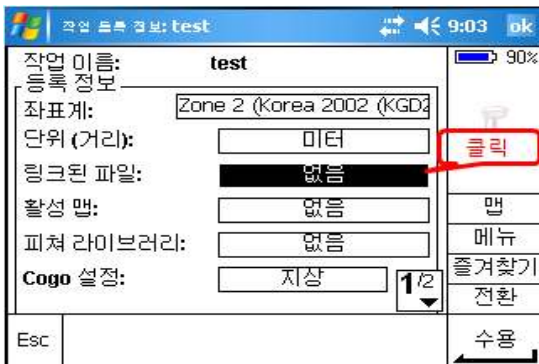 작업 등록 정보: test
9:03 ok
작업 이름: test
90%
등록 정보
좌표계: Zone 2 (Korea 2002 (KGD2
단위 (거리): 미터
클릭
링크된 파일: 없음
활성 맵: 없음
맵
피쳐 라이브러리: 없음
메뉴
즐겨찾기
Cogo 설정: 지상
1/2
전환
Esc
수용